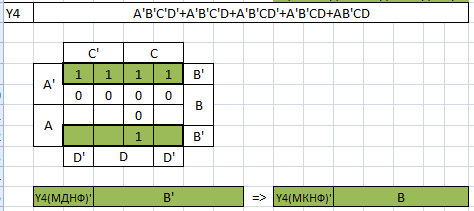 Y4 A'B'C'D'+A'B'C'D+A'B'CD'+A'B'CD+AB'CD
C' C
A' 1 1 1 1 B'
0 0 0 0 B
A 0
1 B'
D' D D'
Y4(МДНФ)' B' => Y4(МКНФ)' B